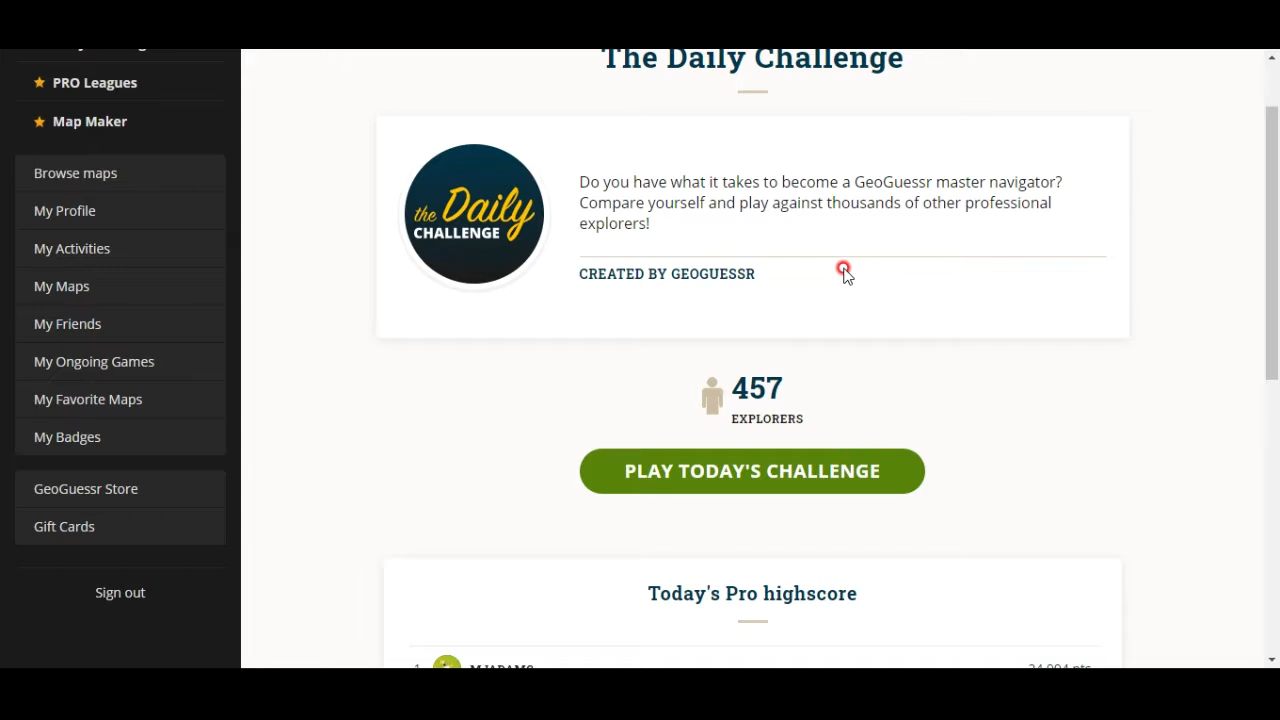 The Daily Challenge
PRO Leagues
Map Maker
Browse maps
My Profile
My Activities
My Maps
My Friends
My Ongoing Games
My Favorite Maps
My Badges
GeoGuessr Store
Gift Cards
Sign out
the Daily
CHALLENGE
Do you have what it takes to become a GeoGuessr master navigator?
Compare yourself and play against thousands of other professional
explorers!
CREATED BY GEOGUESSR
457
EXPLORERS
PLAY TODAY'S CHALLENGE
Today's Pro highscore